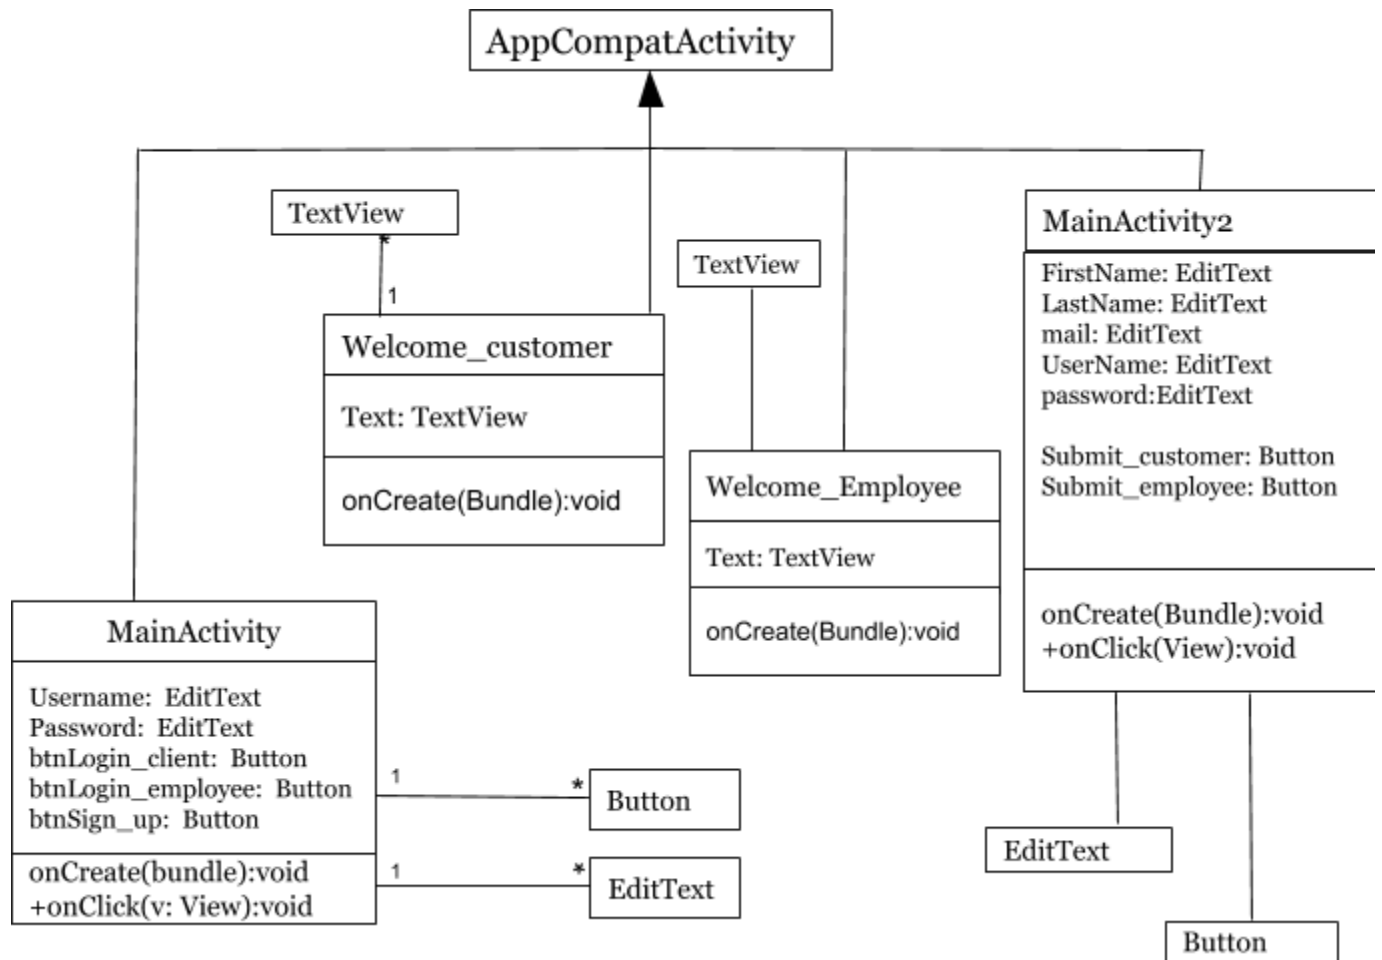 AppCompatActivity
TextView
*
1
Welcome_customer
Text: TextView
onCreate(Bundle):void
TextView
Welcome_Employee
Text: TextView
onCreate(Bundle):void
MainActivity2
FirstName: EditText
LastName: EditText
mail: EditText
UserName: EditText
password:EditText
Submit_customer: Button
Submit_employee: Button
onCreate(Bundle):void
+onClick(View):void
MainActivity
Username: EditText
Password: EditText
btnLogin_client: Button
btnLogin_employee: Button
btnSign_up: Button
onCreate(bundle):void
+onClick(v: View):void
1
*
Button
1
*
EditText
EditText
Button